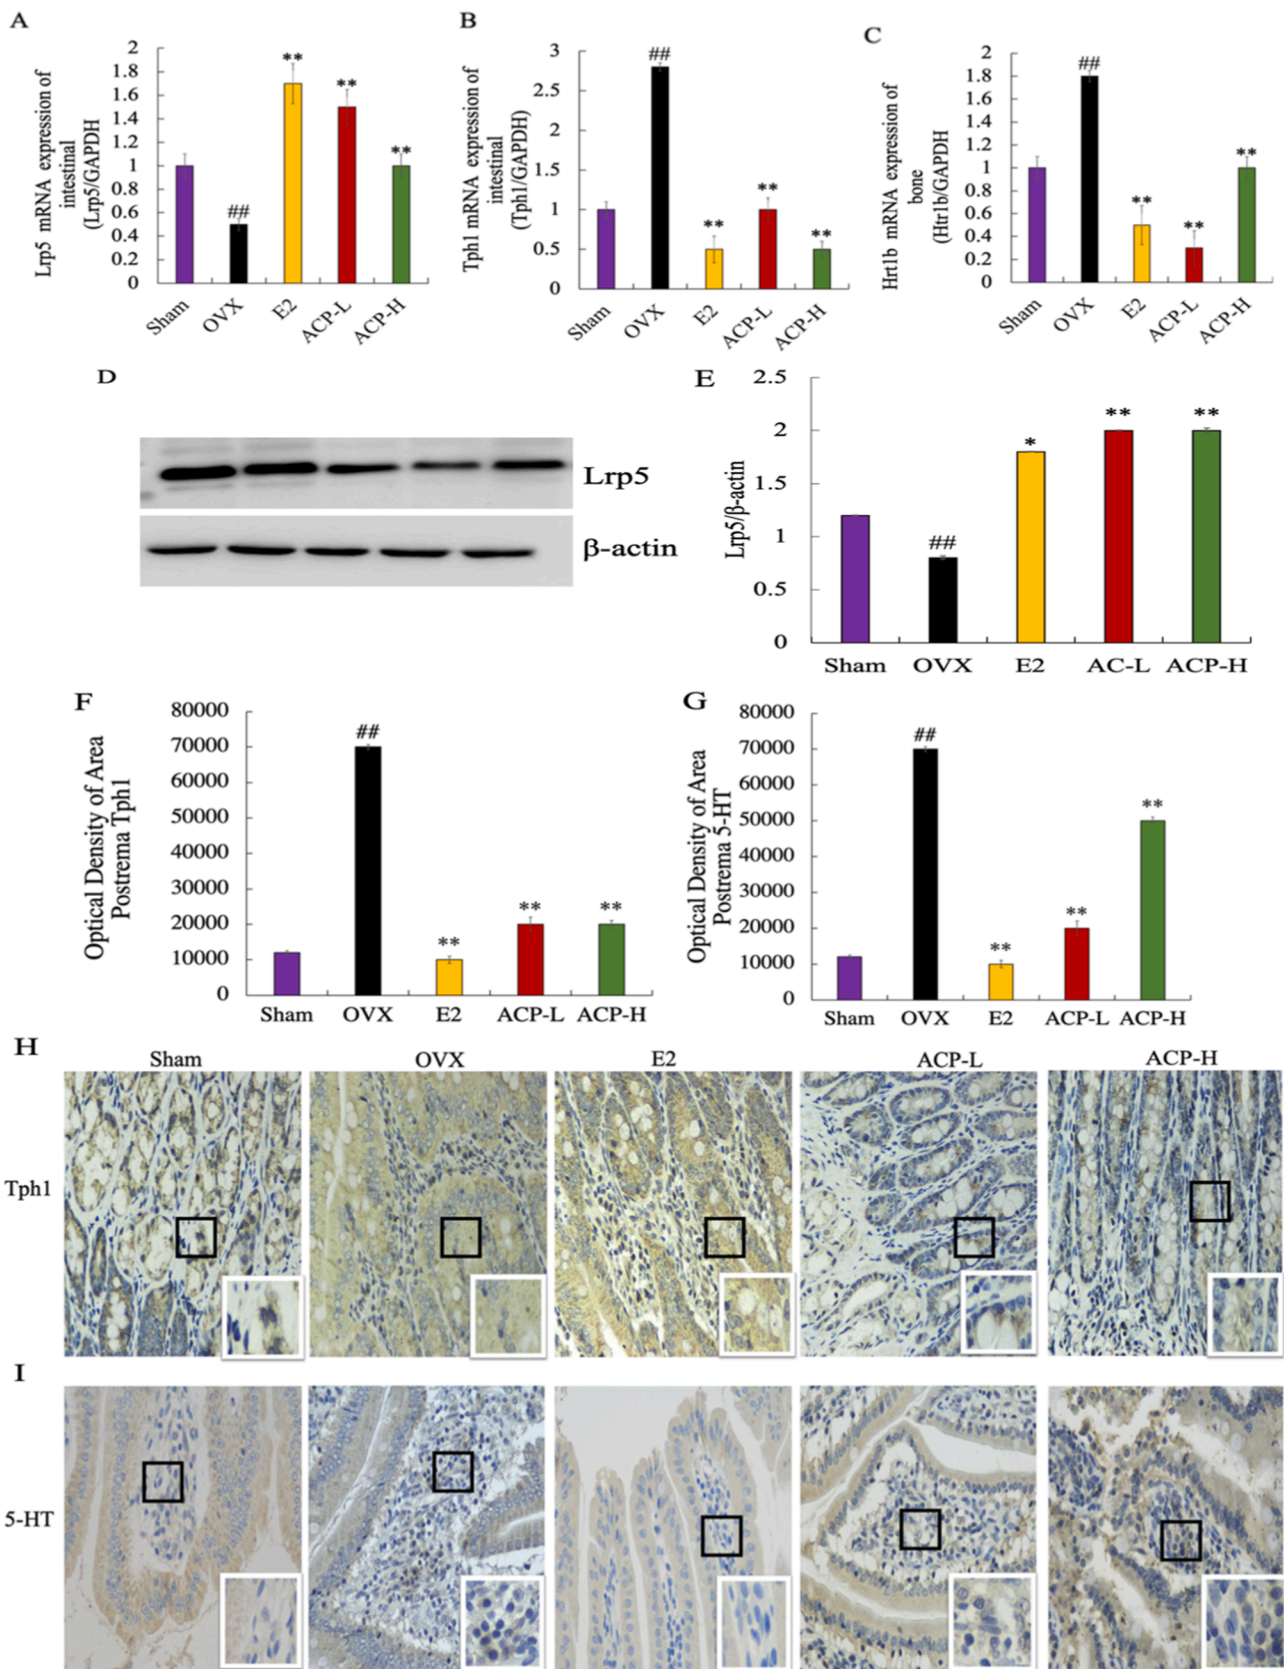 A
Lrp5 mRNA expression of
intestinal
(Lrp5/GAPDH
2
1.8
1.6
1.4
1.2
1
0.8
0.6
0.4
0.2
0
##
**
**
**
Sham
OVX
E2
ACP-L
ACP-H
B
Tph1 mRNA expression of
intestinal
(Tph1/GAPDH)
3
2.5
2
1.5
1
0.5
0
##
**
**
**
Sham
OVX
E2
ACP-L
ACP-H
C
Hrt1b mRNA expression of
bone
(Htr1b/GAPDH
2
1.8
1.6
1.4
1.2
1
0.8
0.6
0.4
0.2
0
##
**
**
**
Sham
OVX
E2
ACP-L
ACP-H
D
Lrp5
β-actin
E
Lrp5/β-actin
2.5
2
1.5
1
0.5
0
##
*
**
**
Sham
OVX
E2
AC-L
ACP-H
F
Optical Density of Area
Postrema Tph1
80000
70000
60000
50000
40000
30000
20000
10000
0
##
**
**
**
Sham
OVX
E2
ACP-L
ACP-H
G
Optical Density of Area
Postrema 5-HT
80000
70000
60000
50000
40000
30000
20000
10000
0
##
**
**
**
Sham
OVX
E2
ACP-L
ACP-H
H
Sham
OVX
E2
ACP-L
ACP-H
Tph1
I
5-HT